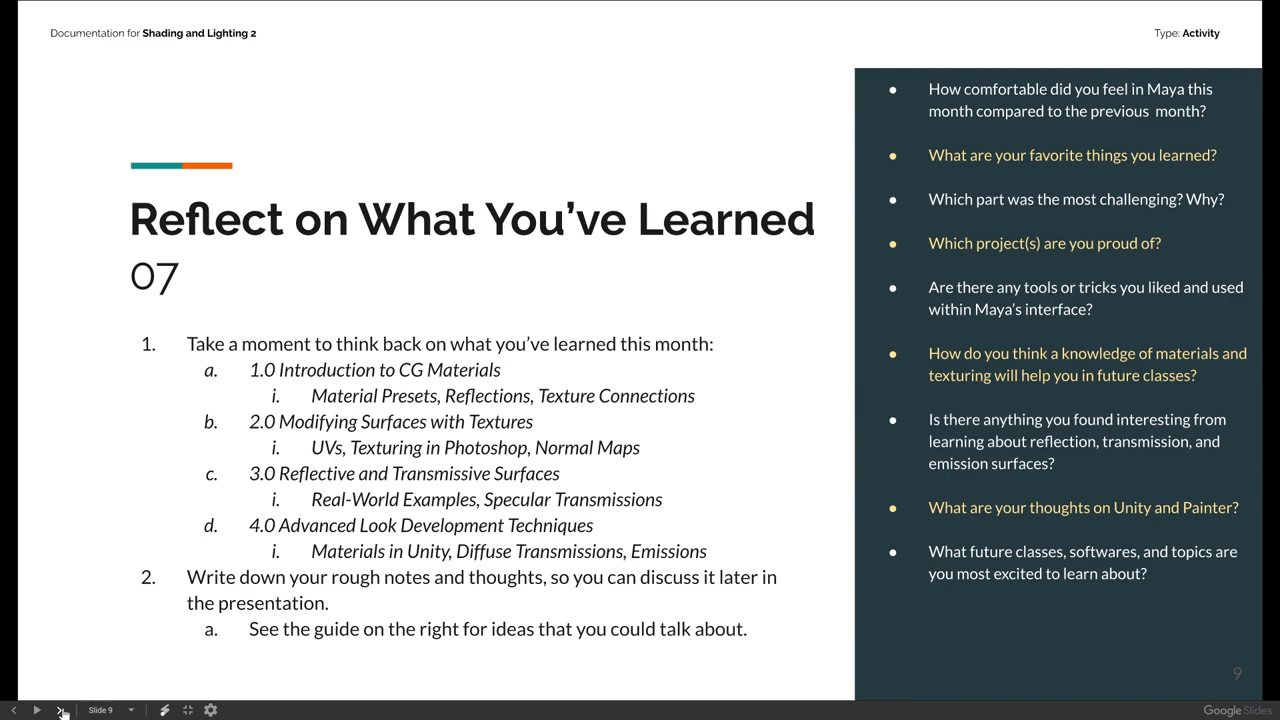 Documentation for Shading and Lighting 2
Type: Activity
Reflect on What You’ve Learned
07
1. Take a moment to think back on what you’ve learned this month:
a. 1.0 Introduction to CG Materials
i. Material Presets, Reflections, Texture Connections
b. 2.0 Modifying Surfaces with Textures
i. UVs, Texturing in Photoshop, Normal Maps
c. 3.0 Reflective and Transmissive Surfaces
i. Real-World Examples, Specular Transmissions
d. 4.0 Advanced Look Development Techniques
i. Materials in Unity, Diffuse Transmissions, Emissions
2. Write down your rough notes and thoughts, so you can discuss it later in
the presentation.
a. See the guide on the right for ideas that you could talk about.
● How comfortable did you feel in Maya this
month compared to the previous month?
● What are your favorite things you learned?
● Which part was the most challenging? Why?
● Which project(s) are you proud of?
● Are there any tools or tricks you liked and used
within Maya’s interface?
● How do you think a knowledge of materials and
texturing will help you in future classes?
● Is there anything you found interesting from
learning about reflection, transmission, and
emission surfaces?
● What are your thoughts on Unity and Painter?
● What future classes, softwares, and topics are
you most excited to learn about?
9
Slide 9
Google Slides